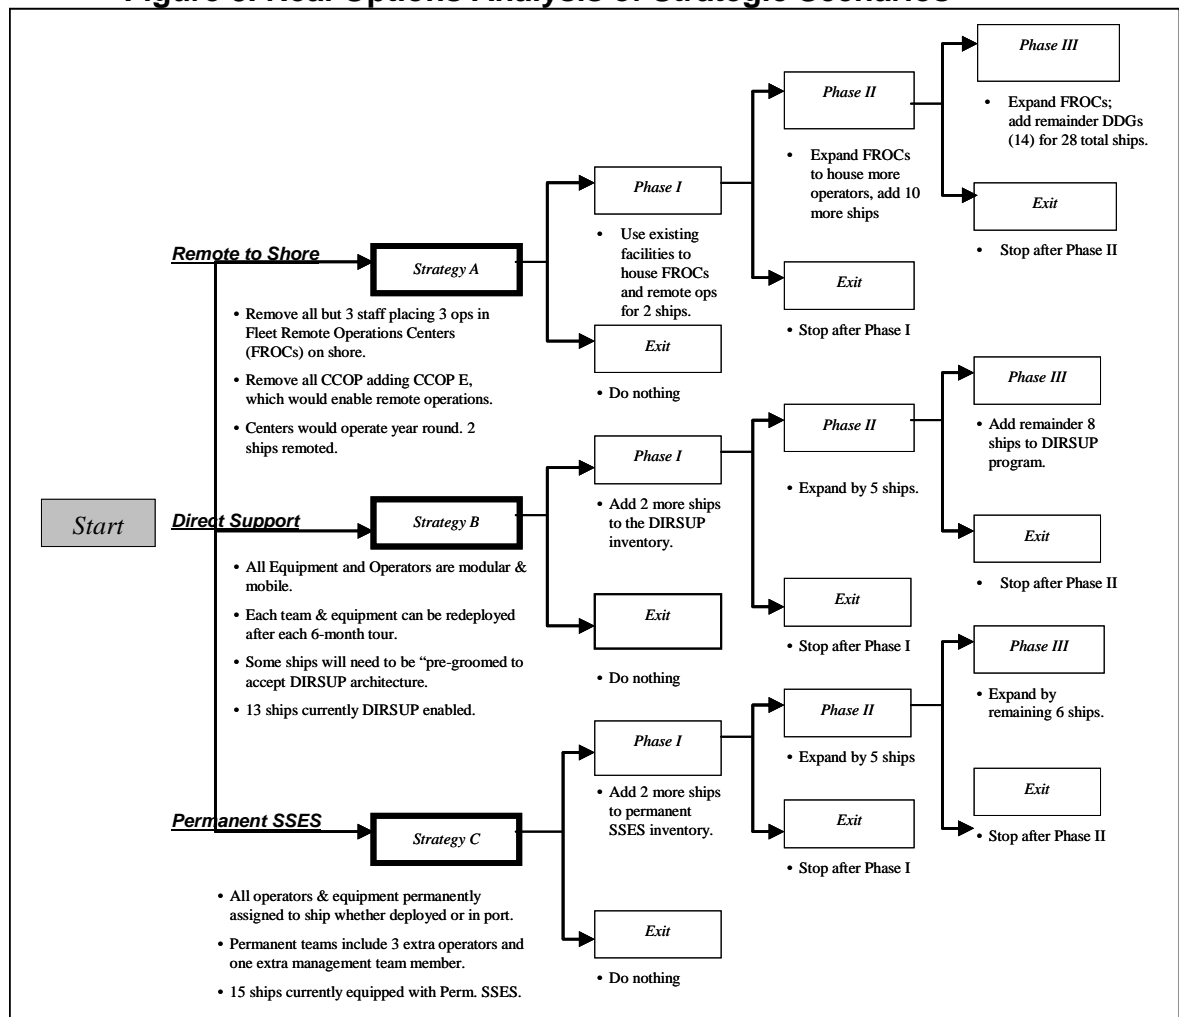 Figure Real Options Analysis of Strategic Scenarios
Start
Remote to Shore
Strategy A
• Remove all but 3 staff placing 3 ops in
Fleet Remote Operations Centers
(FROCs) on shore.
• Remove all CCOP adding CCOP E,
which would enable remote operations.
• Centers would operate year round. 2
ships remoted.
Phase I
• Use existing
facilities to
house FROCs
and remote ops
for 2 ships.
Exit
• Do nothing
Phase II
• Expand FROCs
to house more
operators, add 10
more ships
Exit
• Stop after Phase I
Phase III
• Expand FROCs;
add remainder DDGs
(14) for 28 total ships.
Exit
• Stop after Phase II
Direct Support
Strategy B
• All Equipment and Operators are modular &
mobile.
• Each team & equipment can be redeployed
after each 6-month tour.
• Some ships will need to be “pre-groomed to
accept DIRSUP architecture.
• 13 ships currently DIRSUP enabled.
Phase I
• Add 2 more ships
to the DIRSUP
inventory.
Exit
• Do nothing
Phase II
• Expand by 5 ships.
Exit
• Stop after Phase I
Phase III
• Add remainder 8
ships to DIRSUP
program.
Exit
• Stop after Phase II
Permanent SSES
Strategy C
• All operators & equipment permanently
assigned to ship whether deployed or in port.
• Permanent teams include 3 extra operators and
one extra management team member.
• 15 ships currently equipped with Perm. SSES.
Phase I
• Add 2 more ships
to permanent
SSES inventory.
Exit
• Do nothing
Phase II
• Expand by 5 ships
Exit
• Stop after Phase I
Phase III
• Expand by
remaining 6 ships.
Exit
• Stop after Phase II